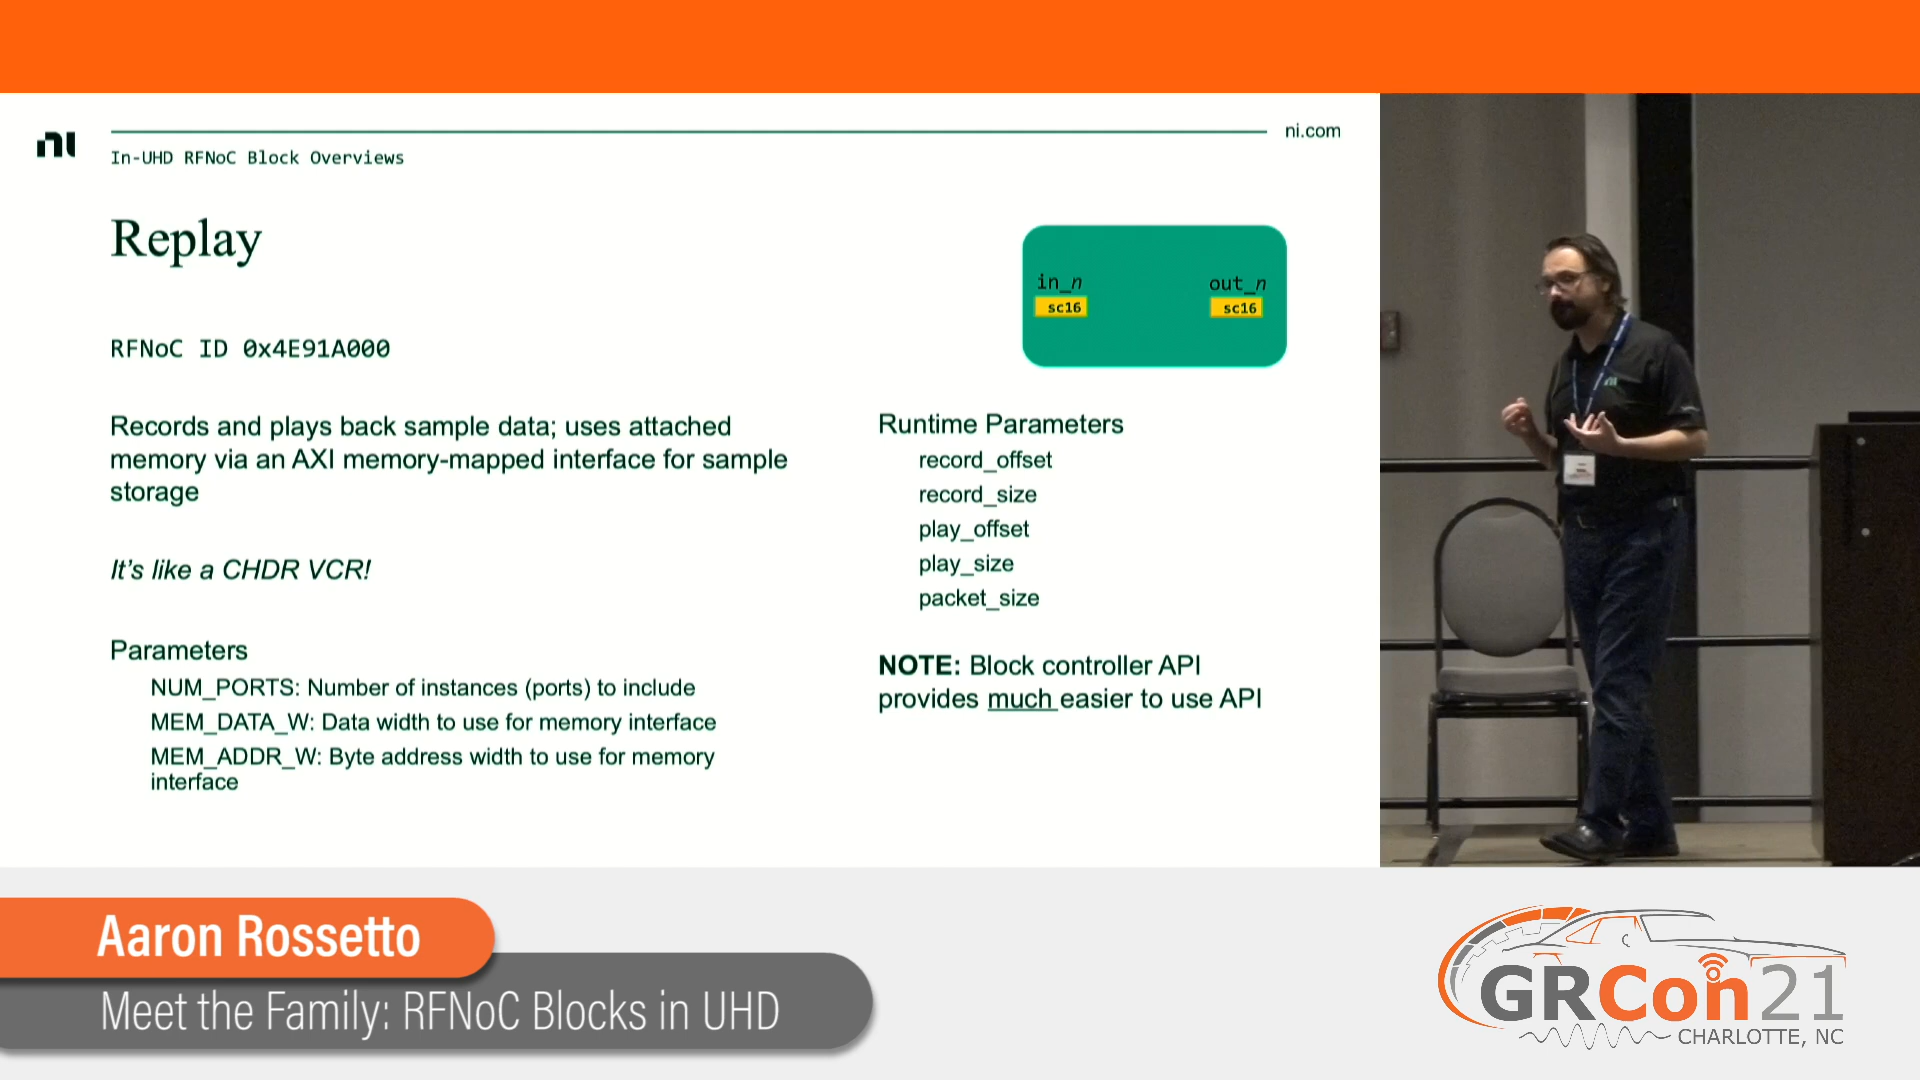 ni
ni.com
In-UHD RFNoC Block Overviews
Replay
in_n
out_n
sc16
sc16
RFNoC ID 0x4E91A000
Records and plays back sample data; uses attached
memory via an AXI memory-mapped interface for sample
storage
It's like a CHDR VCR!
Parameters
NUM_PORTS: Number of instances (ports) to include
MEM_DATA_W: Data width to use for memory interface
MEM_ADDR_W: Byte address width to use for memory
interface
Runtime Parameters
record_offset
record_size
play_offset
play_size
packet_size
NOTE: Block controller API
provides much easier to use API
Aaron Rossetto
Meet the Family: RFNoC Blocks in UHD
GRCon21
CHARLOTTE, NC